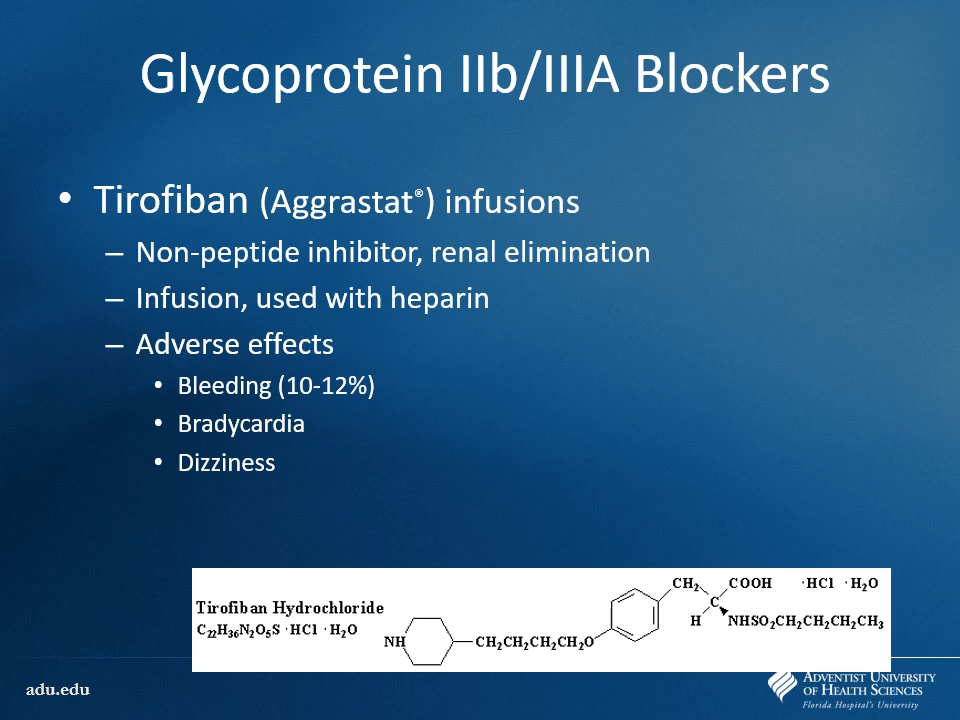 Glycoprotein IIb/IIIA Blockers
• Tirofiban (Aggrastat®) infusions
– Non-peptide inhibitor, renal elimination
– Infusion, used with heparin
– Adverse effects
• Bleeding (10-12%)
• Bradycardia
• Dizziness
Tirofiban Hydrochloride
C₂₂H₃₆N₂O₅S ·HCl ·H₂O
NH
CH₂CH₂CH₂CH₂O
CH₂
COOH ·HCl ·H₂O
C
H
NHSO₂CH₂CH₂CH₂CH₃
adu.edu
ADVENTIST UNIVERSITY
OF HEALTH SCIENCES
Florida Hospital's University